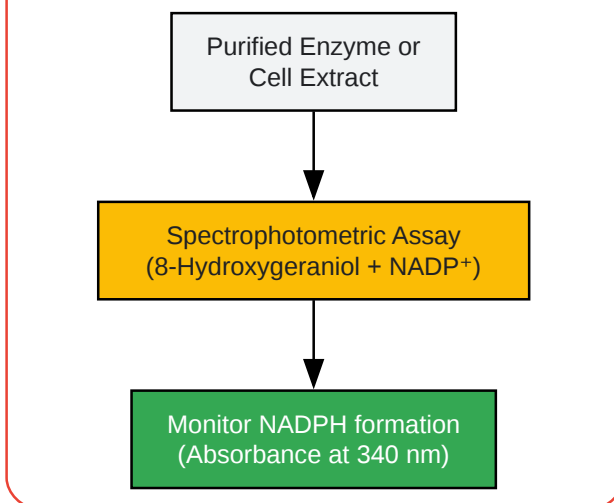 Purified Enzyme or
Cell Extract
Spectrophotometric Assay
(8-Hydroxygeraniol + NADP⁺)
Monitor NADPH formation
(Absorbance at 340 nm)